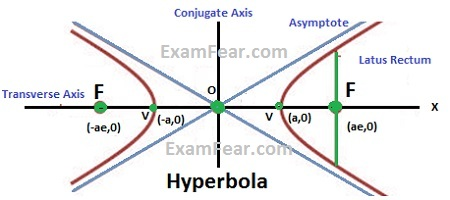 Conjugate Axis
Asymptote
ExamFear.com
Latus Rectum
Transverse Axis
F
O
F
X
V
V
(-ae,0)
(-a,0)
(a,0)
(ae,0)
ExamFear.com
Hyperbola